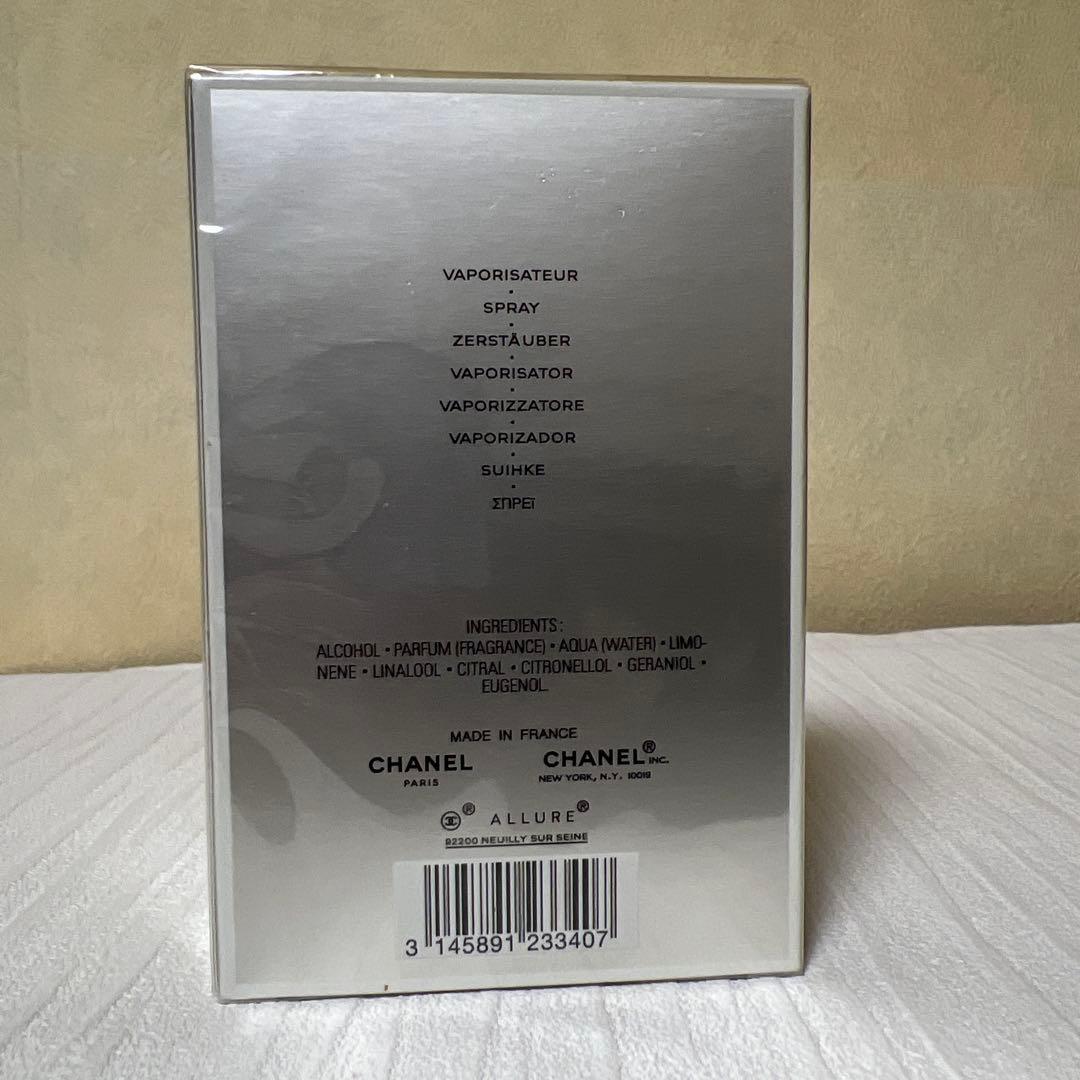 VAPORISATEUR
•
SPRAY
•
ZERSTÄUBER
•
VAPORISATOR
•
VAPORIZZATORE
•
VAPORIZADOR
•
SUIHKE
•
ΣΠΡΕΪ
INGREDIENTS :
ALCOHOL • PARFUM (FRAGRANCE) • AQUA (WATER) • LIMO-
NENE • LINALOOL • CITRAL • CITRONELLOL • GERANIOL •
EUGENOL.
MADE IN FRANCE
CHANEL CHANEL® INC.
PARIS NEW YORK, N.Y. 10019
® ALLURE®
92200 NEUILLY SUR SEINE
3 145891 233407